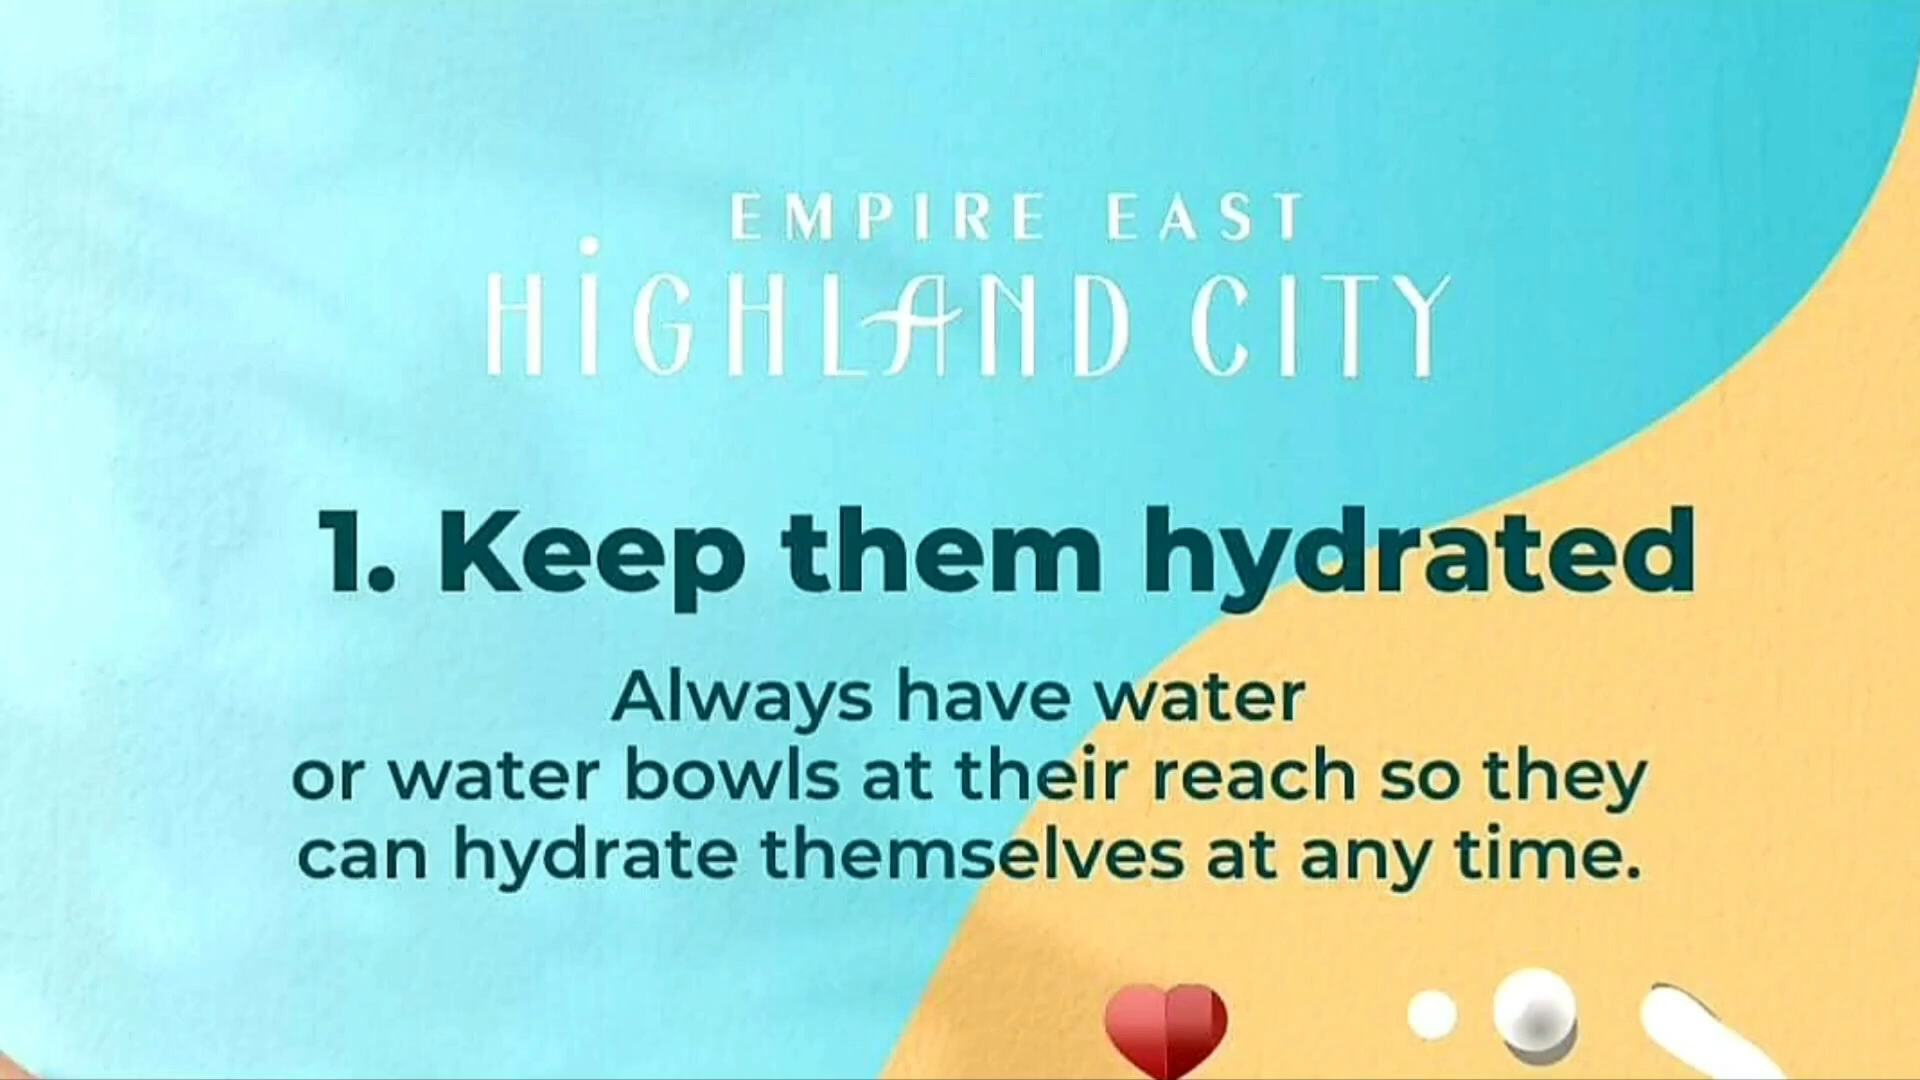 EMPIRE EAST
HiGHLAND CITY
1. Keep them hydrated
Always have water
or water bowls at their reach so they
can hydrate themselves at any time.